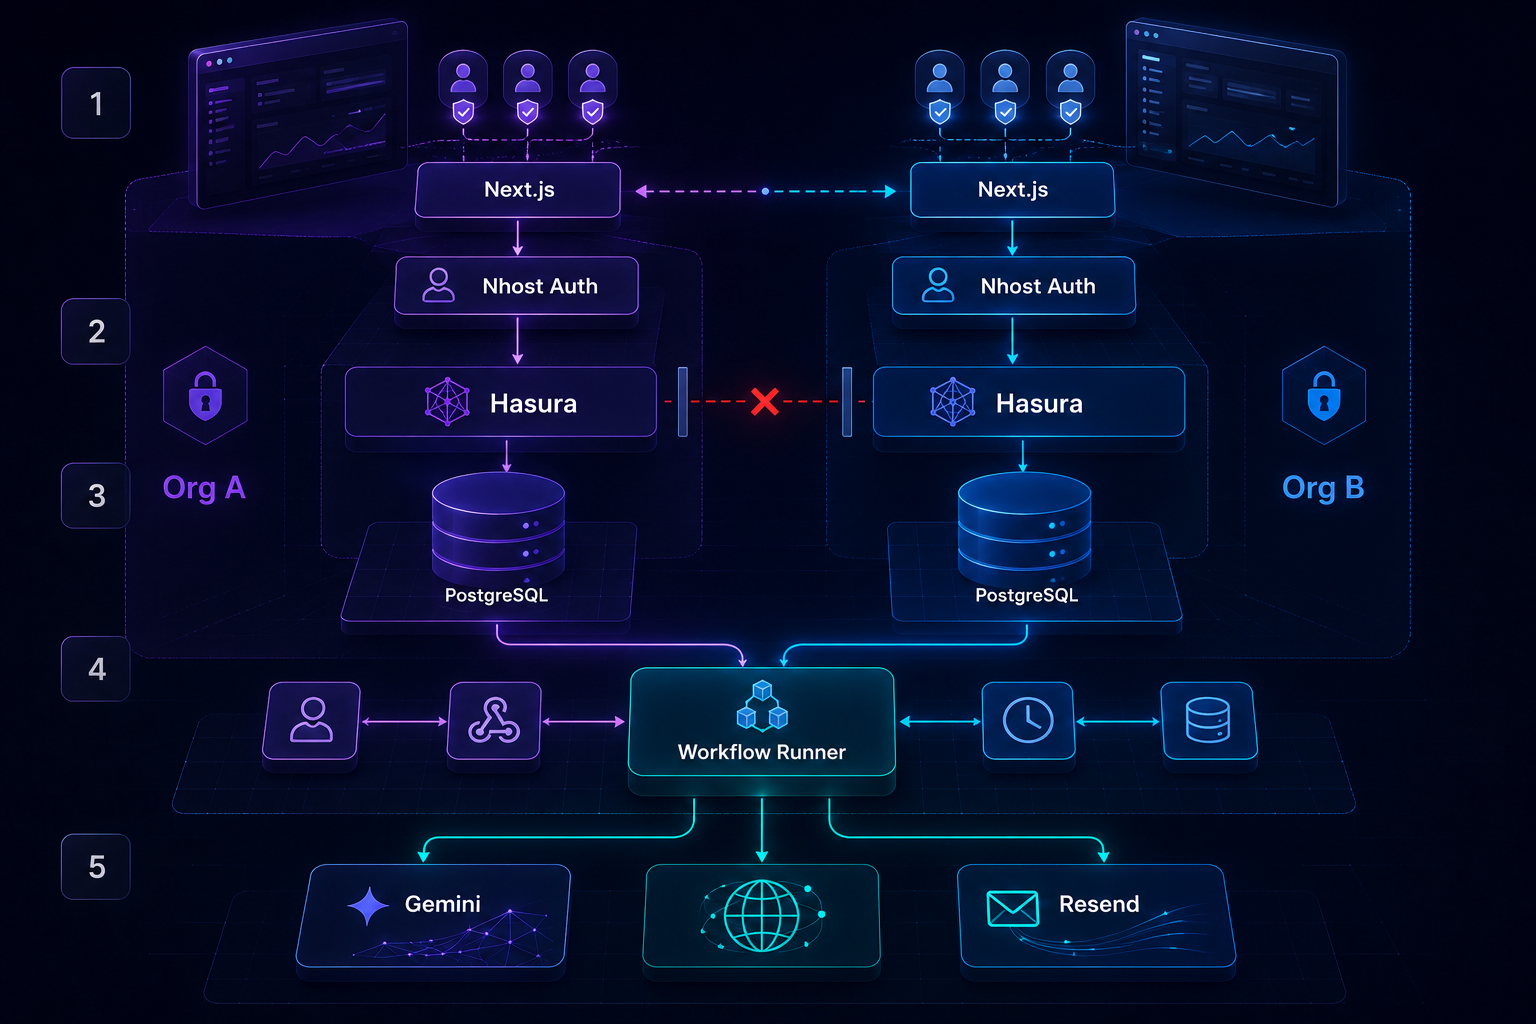 1
Next.js
Next.js
Nhost Auth
Nhost Auth
2
Hasura
Hasura
Org A
Org B
3
PostgreSQL
PostgreSQL
4
Workflow Runner
5
Gemini
Resend